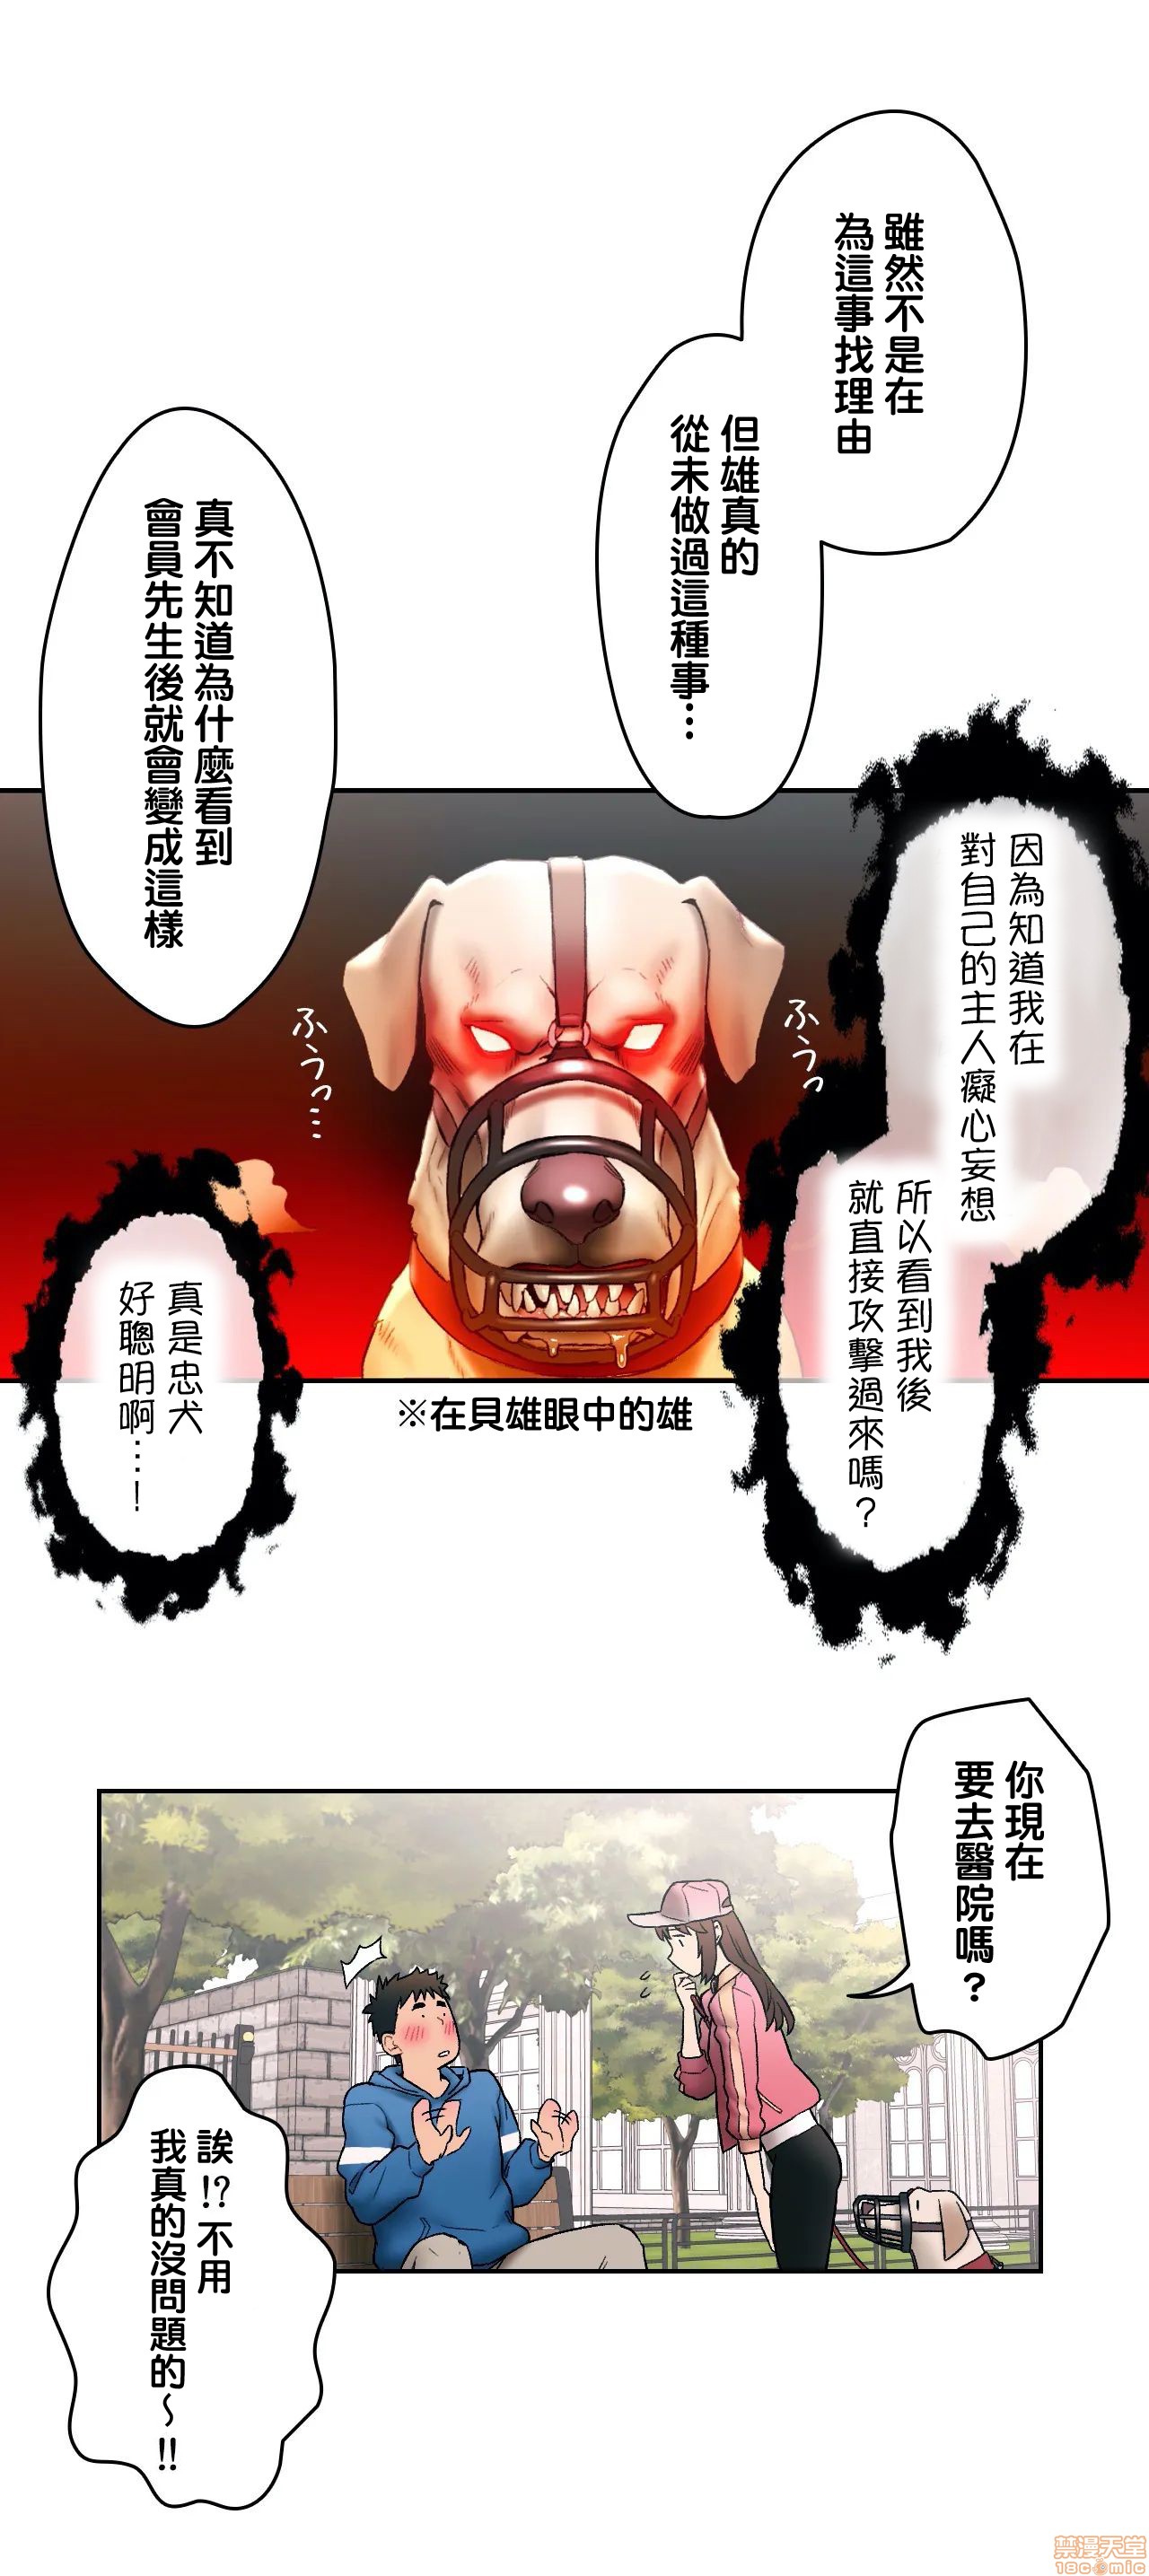 雖然不是在
為這事找理由
但雄真的
從未做過這種事…
真不知道為什麼看到
會員先生後就會變成這樣
因為知道我在
對自己的主人癡心妄想
所以看到我後
就直接攻擊過來嗎？
ふぅっ
ふぅっ…
真是忠犬
好聰明啊…！
※在貝雄眼中的雄
你現在
要去醫院嗎？
誒!?不用
我真的沒問題的～!!
禁漫天堂
18comic